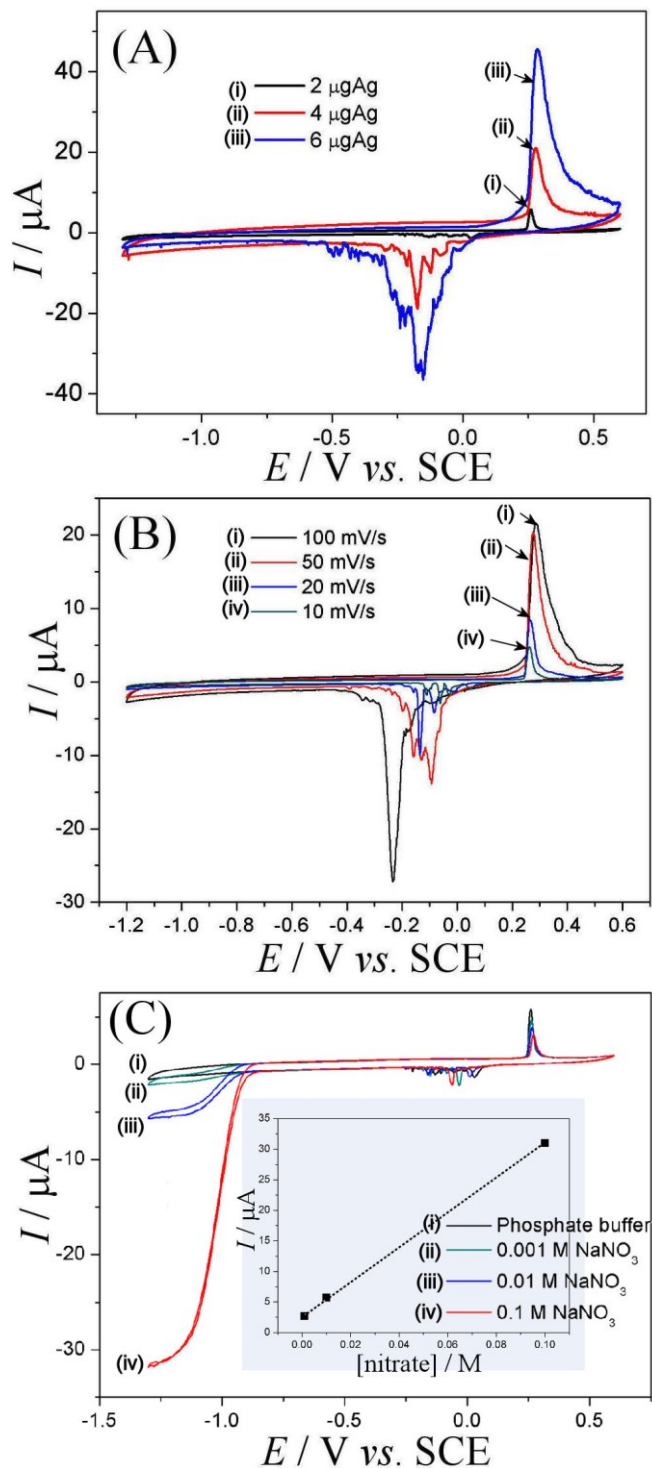 (A)
(i) 2 μgAg
(ii) 4 μgAg
(iii) 6 μgAg
(iii)
(ii)
(i)
40
20
0
-20
-40
I / μA
-1.0 -0.5 0.0 0.5
E / V vs. SCE
(B)
(i) 100 mV/s
(ii) 50 mV/s
(iii) 20 mV/s
(iv) 10 mV/s
(i)
(ii)
(iii)
(iv)
20
10
0
-10
-20
-30
I / μA
-1.2 -1.0 -0.8 -0.6 -0.4 -0.2 0.0 0.2 0.4 0.6
E / V vs. SCE
(C)
(i)
(ii)
(iii)
(iv)
0
-10
-20
-30
I / μA
35
30
25
20
15
10
5
0
I / μA
0.00 0.02 0.04 0.06 0.08 0.10
[nitrate] / M
(i) Phosphate buffer
(ii) 0.001 M NaNO3
(iii) 0.01 M NaNO3
(iv) 0.1 M NaNO3
-1.5 -1.0 -0.5 0.0 0.5
E / V vs. SCE